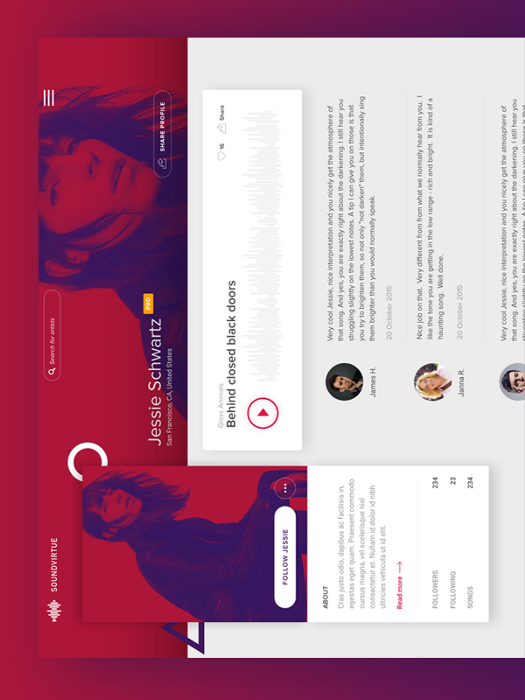 SOUNDVIRTUE
Search for artists
Jessie Schwartz PRO
San Francisco, CA, United States
SHARE PROFILE
FOLLOW JESSIE
ABOUT
Cras justo odio, dapibus ac facilisis in,
egestas eget quam. Praesent commodo
cursus magna, vel scelerisque nisl
consectetur et. Nullam id dolor id nibh
ultricies vehicula ut id elit.
Read more
FOLLOWERS 234
FOLLOWING 23
SONGS 234
Glass Animals
Behind closed black doors
16 Share
Very cool Jessie, nice interpretation and you nicely get the atmosphere of
that song. And yes, you are exactly right about the darkening. I still hear you
struggling slightly on the lowest notes. A tip I can give you on those is that
you try to brighten them, so not only "not darken" them, but intentionally sing
them brighter than you would normally speak.
20 October 2015
James H.
Nice job on that. Very different from from what we normally hear from you. I
like the tone you are getting in the low range - rich and bright. It is kind of a
haunting song. Well done.
20 October 2015
Janna R.
Very cool Jessie, nice interpretation and you nicely get the atmosphere of
that song. And yes, you are exactly right about the darkening. I still hear you